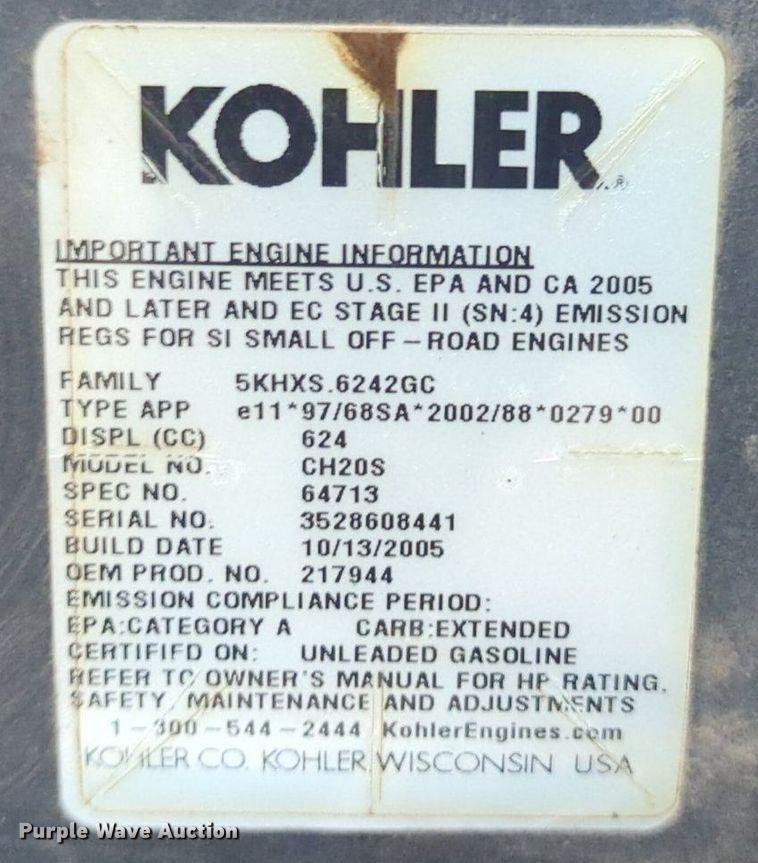 KOHLER®
IMPORTANT ENGINE INFORMATION
THIS ENGINE MEETS U.S. EPA AND CA 2005
AND LATER AND EC STAGE II (SN:4) EMISSION
REGS FOR SI SMALL OFF–ROAD ENGINES
FAMILY 5KHXS.6242GC
TYPE APP e11*97/68SA*2002/88*0279*00
DISPL (CC) 624
MODEL NO. CH20S
SPEC NO. 64713
SERIAL NO. 3528608441
BUILD DATE 10/13/2005
OEM PROD. NO. 217944
EMISSION COMPLIANCE PERIOD:
EPA:CATEGORY A CARB:EXTENDED
CERTIFIED ON: UNLEADED GASOLINE
REFER TO OWNER'S MANUAL FOR HP RATING,
SAFETY, MAINTENANCE AND ADJUSTMENTS
1–800–544–2444 KohlerEngines.com
KOHLER CO. KOHLER, WISCONSIN USA
Purple Wave Auction